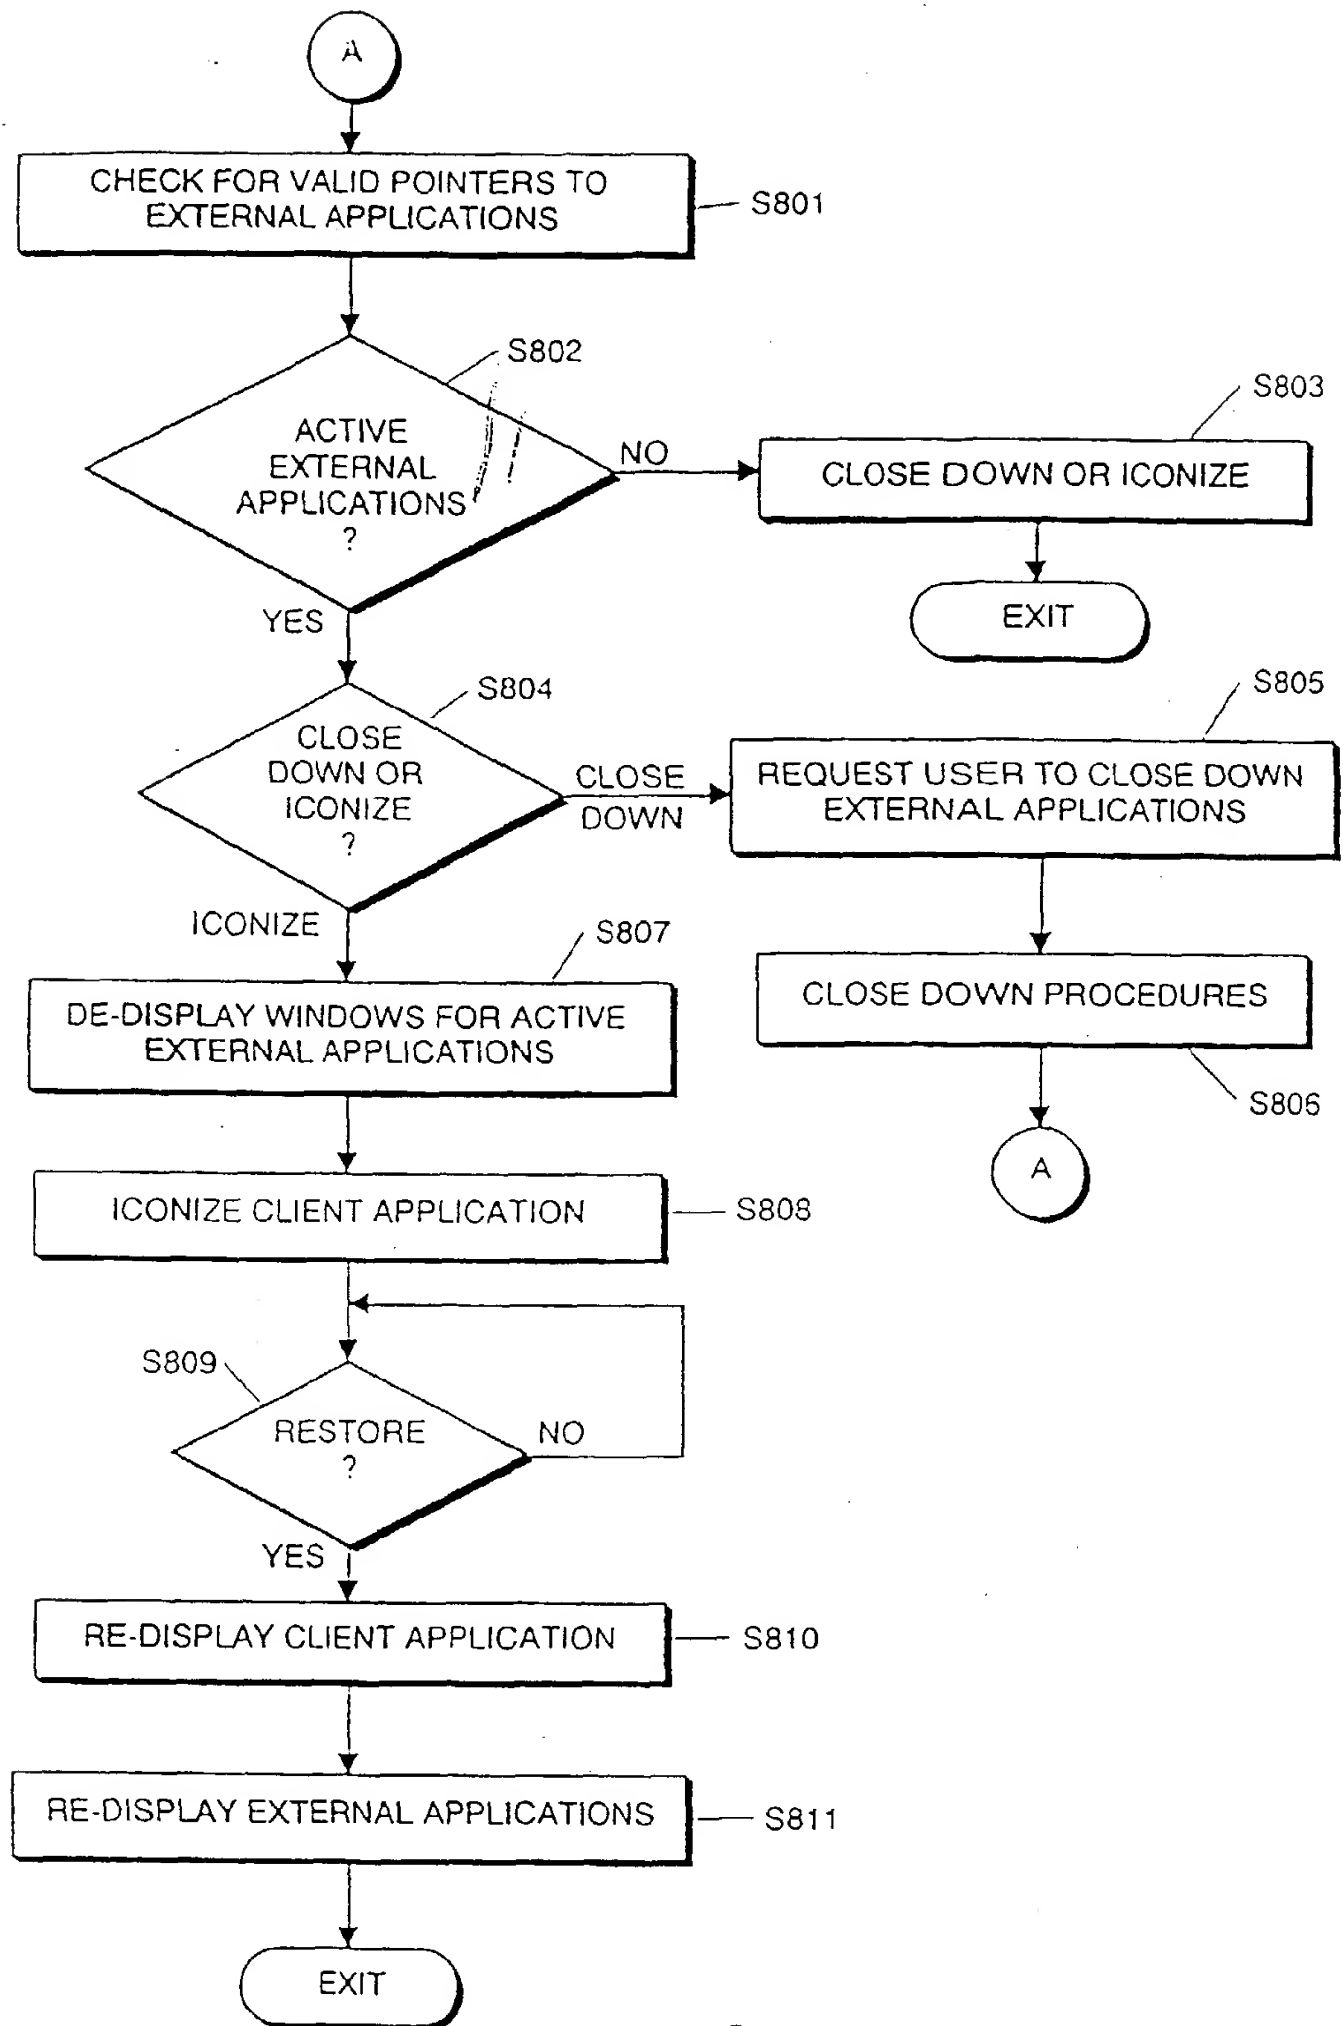 A
CHECK FOR VALID POINTERS TO
EXTERNAL APPLICATIONS
S801
S802
ACTIVE
EXTERNAL
APPLICATIONS
?
NO
S803
CLOSE DOWN OR ICONIZE
EXIT
YES
S804
CLOSE
DOWN OR
ICONIZE
?
CLOSE
DOWN
S805
REQUEST USER TO CLOSE DOWN
EXTERNAL APPLICATIONS
CLOSE DOWN PROCEDURES
S806
A
ICONIZE
S807
DE-DISPLAY WINDOWS FOR ACTIVE
EXTERNAL APPLICATIONS
ICONIZE CLIENT APPLICATION
S808
S809
RESTORE
?
NO
YES
RE-DISPLAY CLIENT APPLICATION
S810
RE-DISPLAY EXTERNAL APPLICATIONS
S811
EXIT